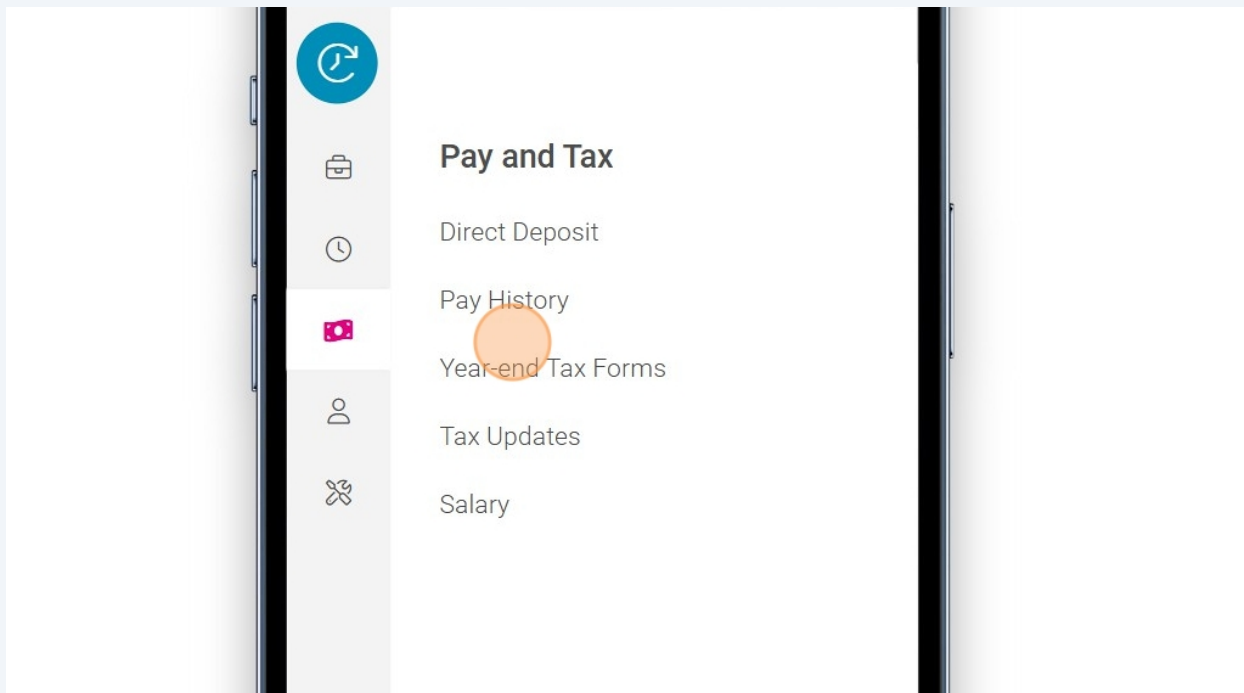 Pay and Tax
Direct Deposit
Pay History
Year-end Tax Forms
Tax Updates
Salary